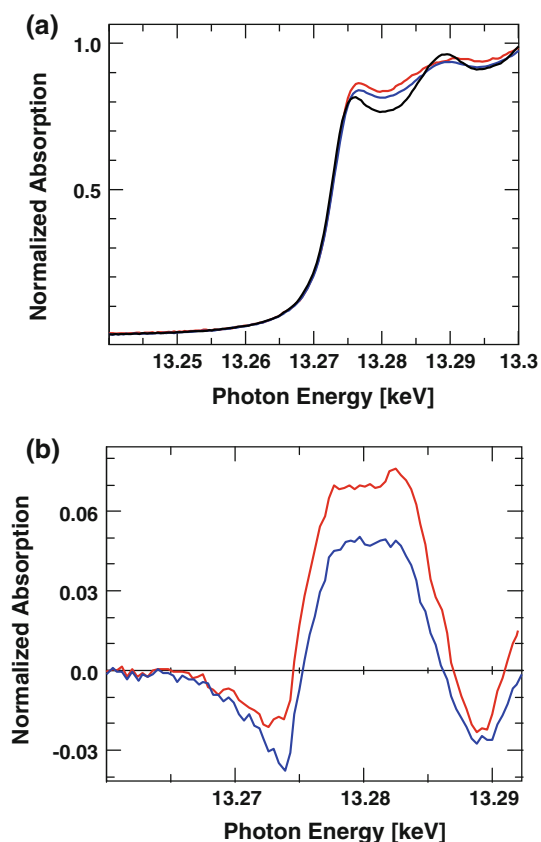 (a)
1.0
0.5
Normalized Absorption
13.25 13.26 13.27 13.28 13.29 13.3
Photon Energy [keV]
(b)
0.06
0.03
0.0
-0.03
Normalized Absorption
13.27 13.28 13.29
Photon Energy [keV]